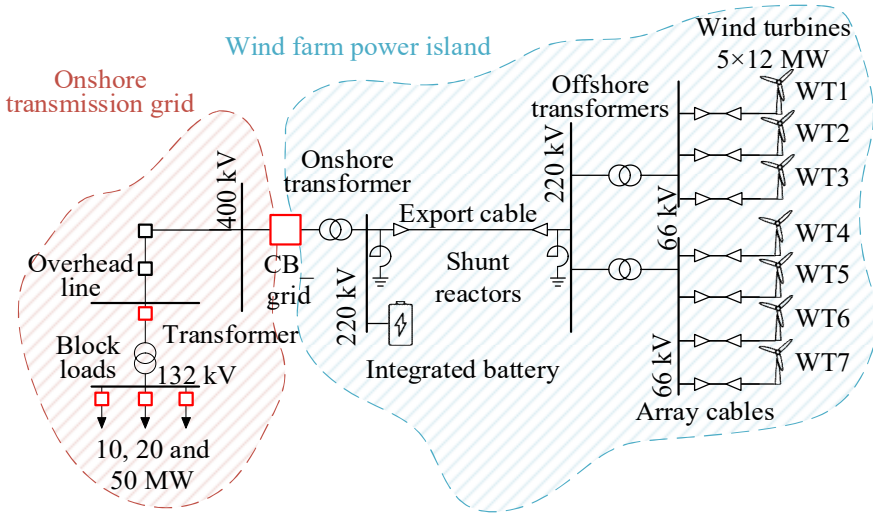 Wind farm power island
Wind turbines
5×12 MW
Onshore
transmission grid
Offshore
transformers
WT1
WT2
WT3
Onshore
transformer
400 kV
220 kV
Export cable
66 kV
WT4
CB_
grid
Overhead
line
Shunt
reactors
WT5
220 kV
Transformer
WT6
Block
loads
132 kV
Integrated battery
66 kV
WT7
Array cables
10, 20 and
50 MW